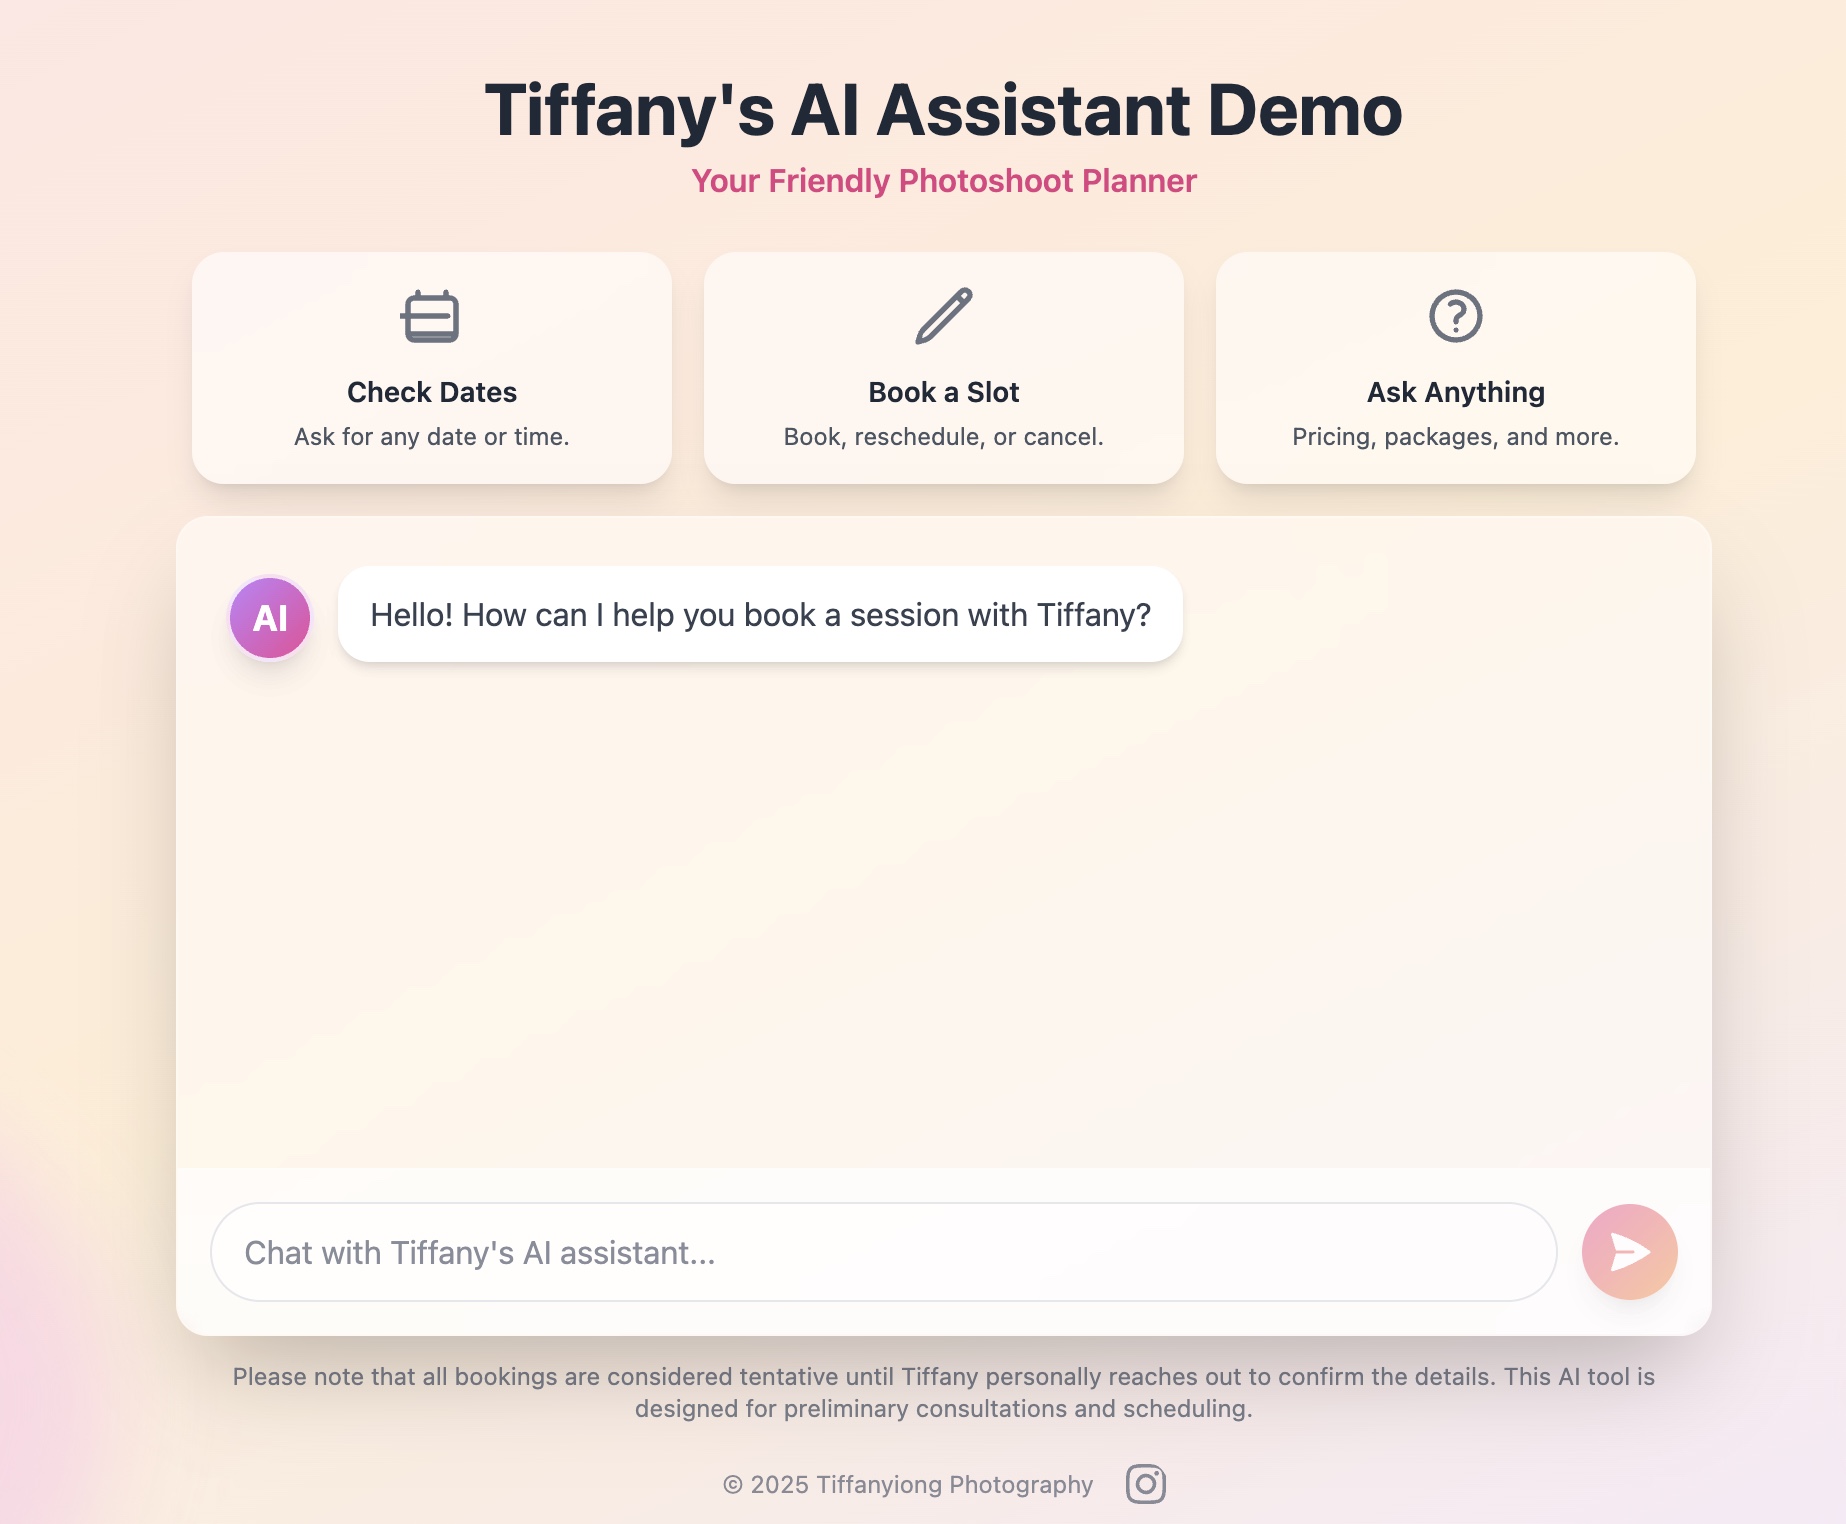 Tiffany's AI Assistant Demo
Your Friendly Photoshoot Planner
Check Dates
Ask for any date or time.
Book a Slot
Book, reschedule, or cancel.
Ask Anything
Pricing, packages, and more.
AI
Hello! How can I help you book a session with Tiffany?
Chat with Tiffany's AI assistant...
Please note that all bookings are considered tentative until Tiffany personally reaches out to confirm the details. This AI tool is
designed for preliminary consultations and scheduling.
© 2025 Tiffanyiong Photography